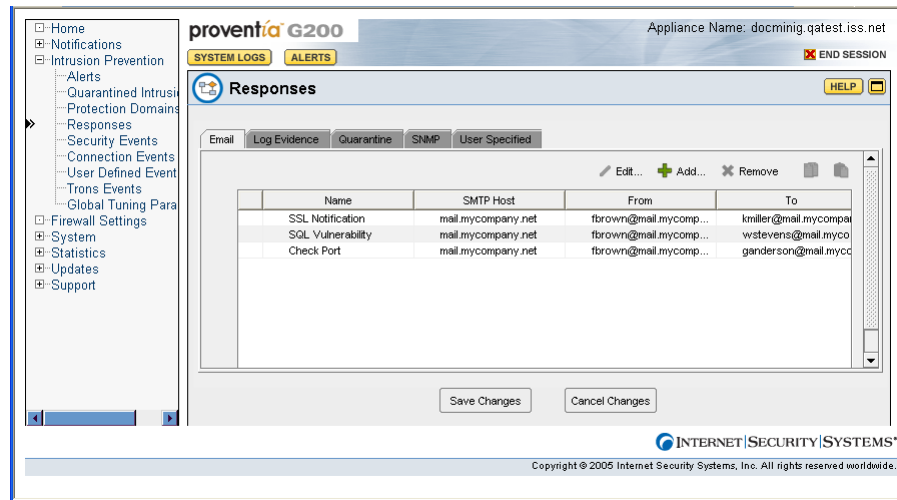 Home
Notifications
Intrusion Prevention
Alerts
Quarantined Intrusi
Protection Domains
Responses
Security Events
Connection Events
User Defined Event
Trons Events
Global Tuning Para
Firewall Settings
System
Statistics
Updates
Support
proventia G200
Appliance Name: docminig.qatest.iss.net
SYSTEM LOGS ALERTS
END SESSION
Responses
HELP
Email Log Evidence Quarantine SNMP User Specified
Edit... Add... Remove
Name SMTP Host From To
SSL Notification mail.mycompany.net fbrown@mail.mycomp... kmiller@mail.mycompar
SQL Vulnerability mail.mycompany.net fbrown@mail.mycomp... wstevens@mail.myco
Check Port mail.mycompany.net fbrown@mail.mycomp... ganderson@mail.myco
Save Changes Cancel Changes
INTERNET|SECURITY|SYSTEMS
Copyright © 2005 Internet Security Systems, Inc. All rights reserved worldwide.